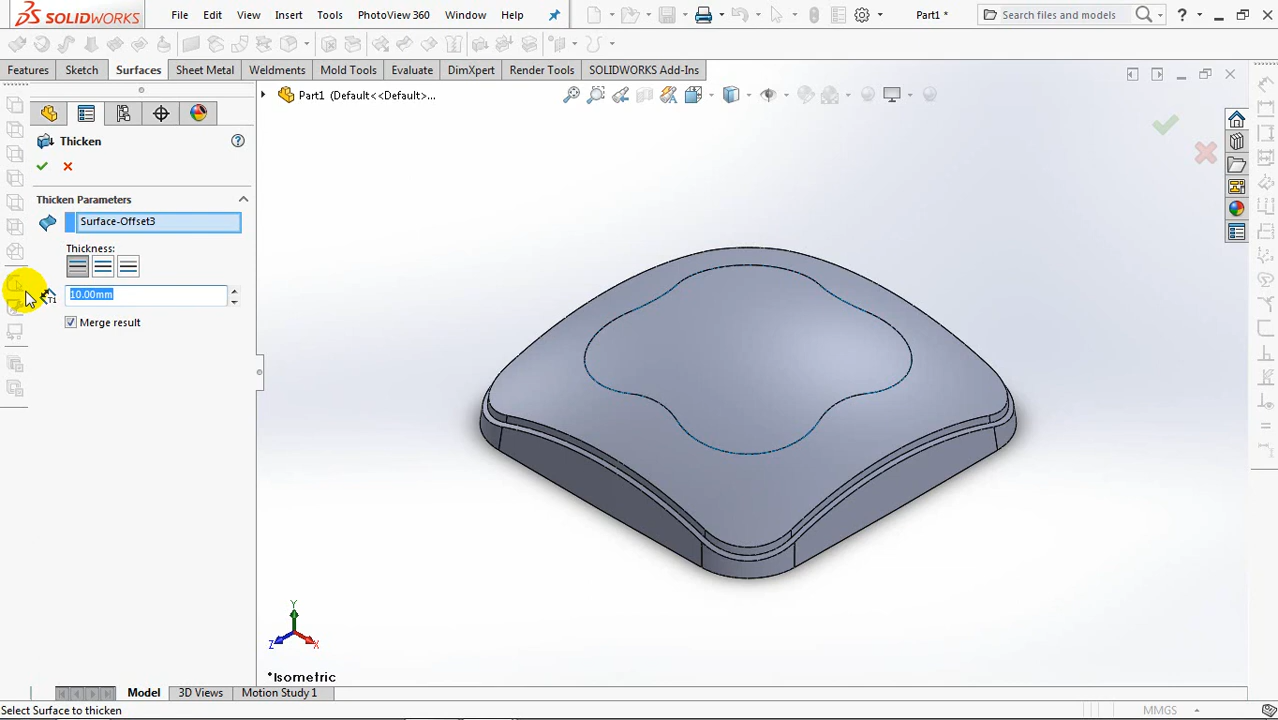 SOLIDWORKS File Edit View Insert Tools PhotoView 360 Window Help Part1 * Search files and models ?
Features Sketch Surfaces Sheet Metal Weldments Mold Tools Evaluate DimXpert Render Tools SOLIDWORKS Add-Ins
Part1 (Default<<Default>...
Thicken ?
Thicken Parameters
Surface-Offset3
Thickness:
T1 10.00mm
Merge result
Y
Z X
*Isometric
Model 3D Views Motion Study 1
Select Surface to thicken MMGS